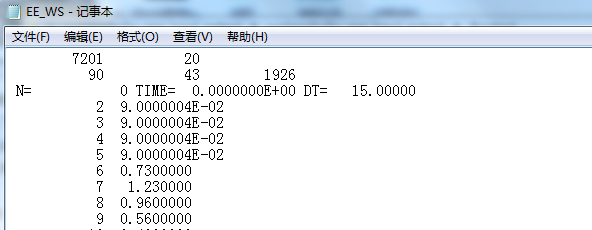 EE_WS - 记事本
文件(F) 编辑(E) 格式(O) 查看(V) 帮助(H)
7201 20
90 43 1926
N= 0 TIME= 0.0000000E+00 DT= 15.00000
2 9.0000004E-02
3 9.0000004E-02
4 9.0000004E-02
5 9.0000004E-02
6 0.7300000
7 1.230000
8 0.9600000
9 0.5600000